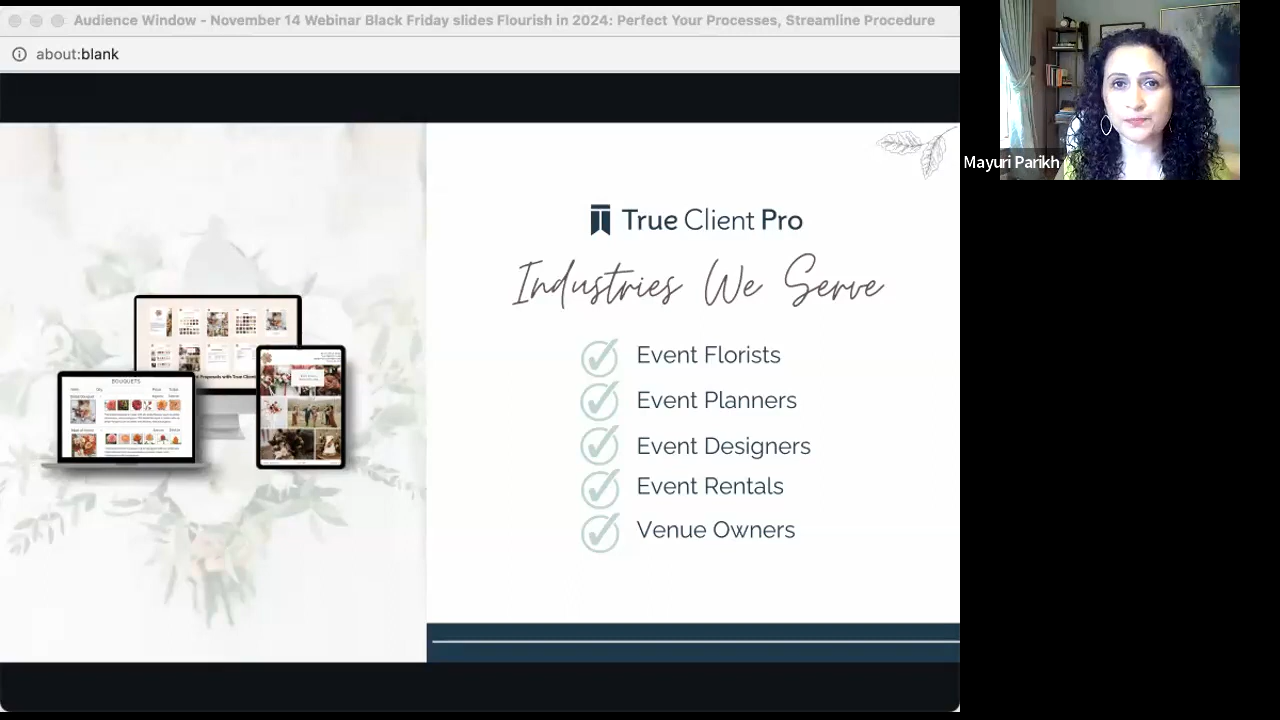 Audience Window - November 14 Webinar Black Friday slides Flourish in 2024: Perfect Your Processes, Streamline Procedure
about:blank
Mayuri Parikh
True Client Pro
Industries We Serve
Event Florists
Event Planners
Event Designers
Event Rentals
Venue Owners
BOUQUETS